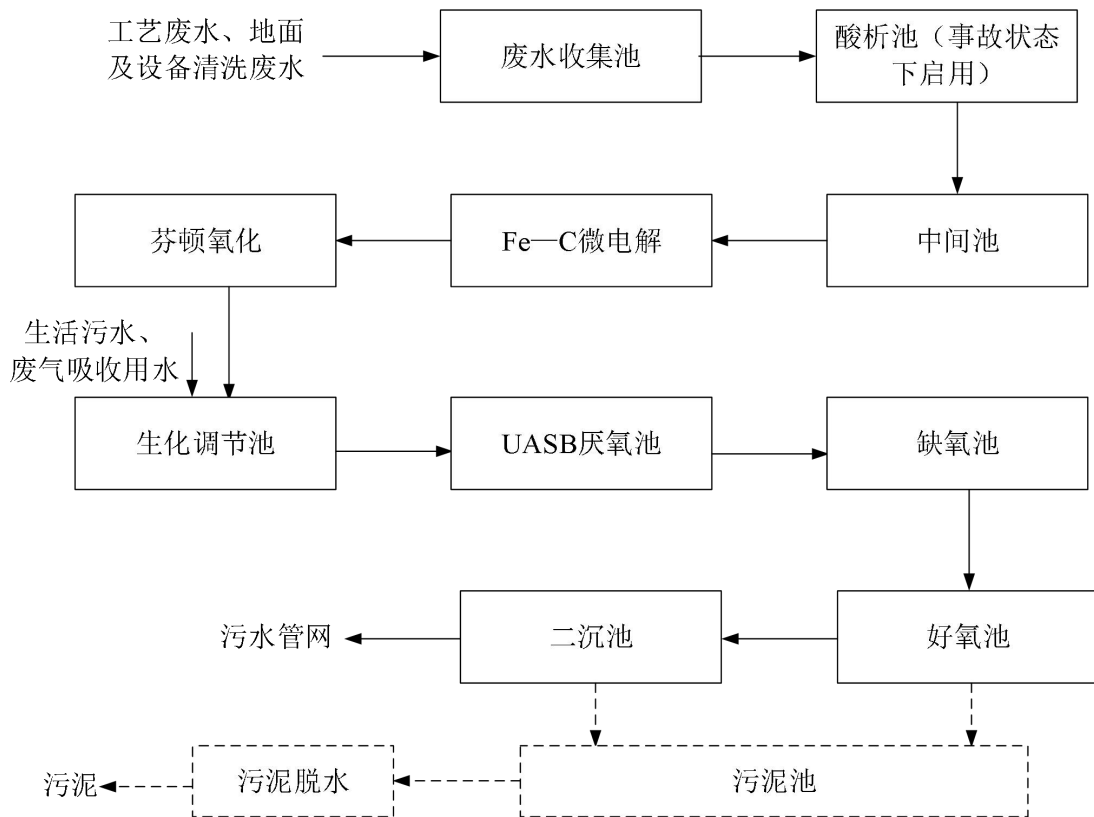 工艺废水、地面
及设备清洗废水
废水收集池
酸析池（事故状态
下启用）
芬顿氧化
Fe—C微电解
中间池
生活污水、
废气吸收用水
生化调节池
UASB厌氧池
缺氧池
污水管网
二沉池
好氧池
污泥
污泥脱水
污泥池